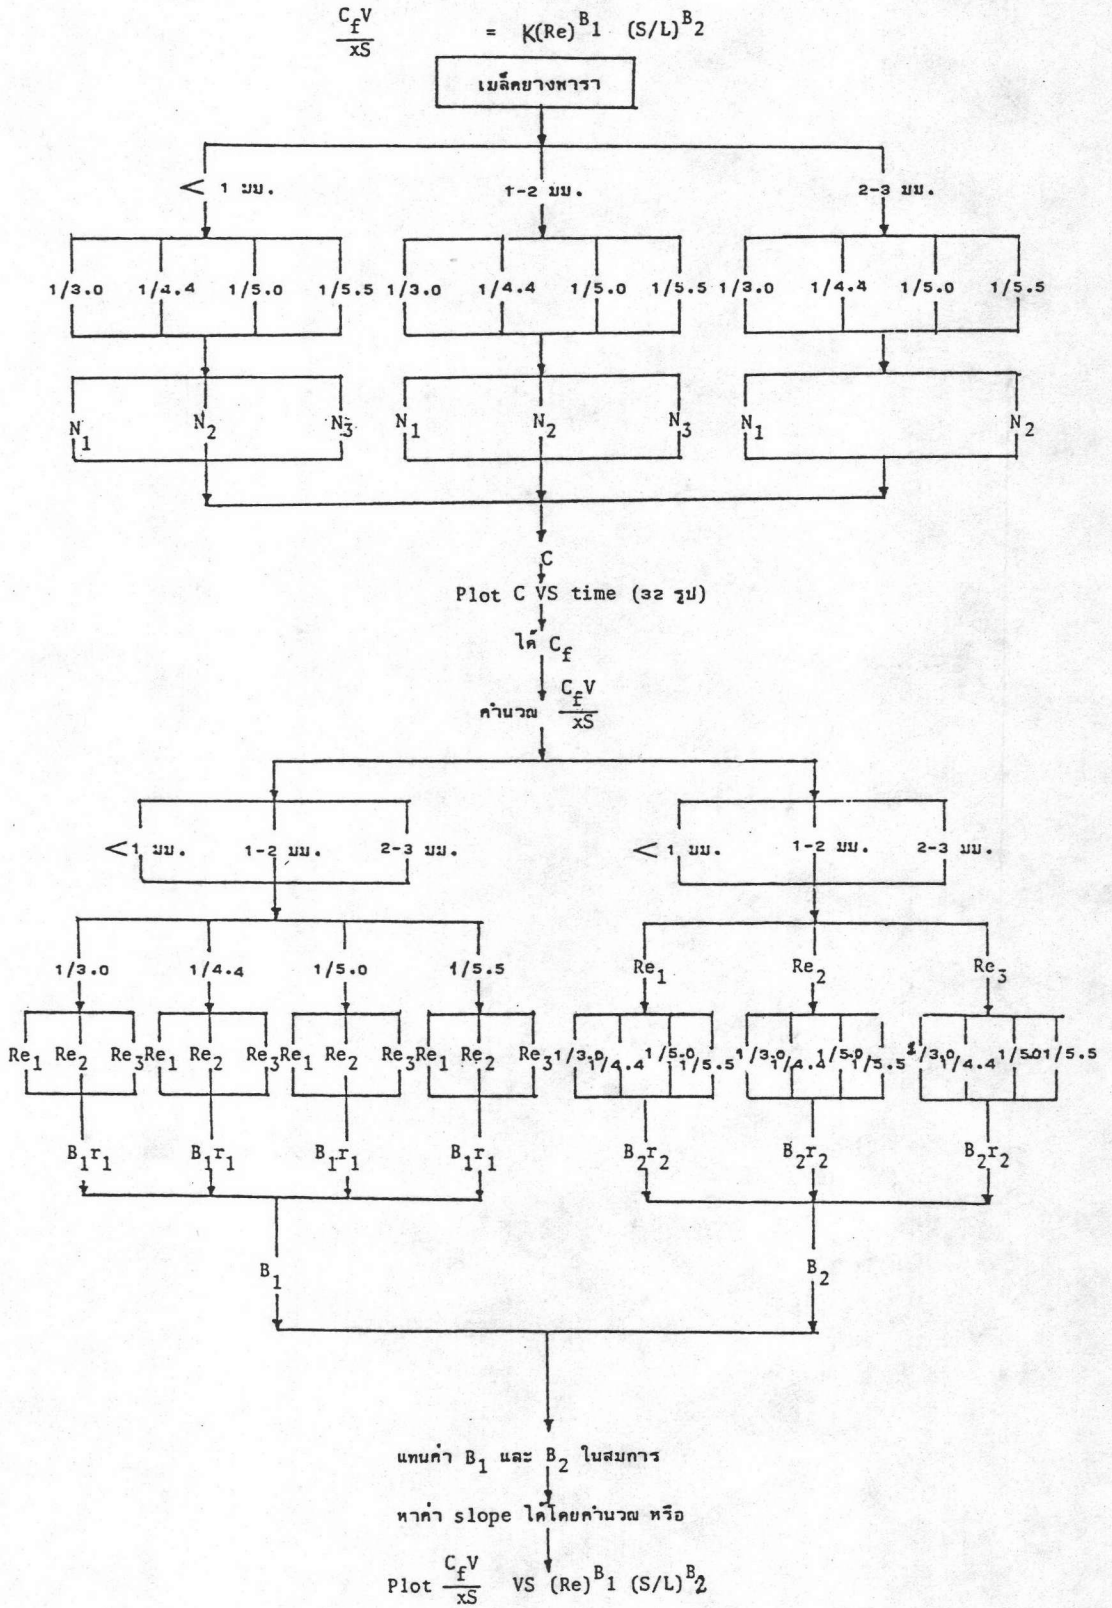 C_f V / xS = K(Re)^B1 (S/L)^B2
เมล็ดยางพารา
< 1 มม. 1-2 มม. 2-3 มม.
1/3.0 1/4.4 1/5.0 1/5.5 1/3.0 1/4.4 1/5.0 1/5.5 1/3.0 1/4.4 1/5.0 1/5.5
N1 N2 N3 N1 N2 N3 N1 N2
C
Plot C VS time (32 รูป)
ได้ C_f
คำนวณ C_f V / xS
< 1 มม. 1-2 มม. 2-3 มม. < 1 มม. 1-2 มม. 2-3 มม.
1/3.0 1/4.4 1/5.0 1/5.5 Re1 Re2 Re3
Re1 Re2 Re3 Re1 Re2 Re3 Re1 Re2 Re3 Re1 Re2 Re3 1/3.0 1/4.4 1/5.0 1/5.5 1/3.0 1/4.4 1/5.0 1/5.5 1/3.0 1/4.4 1/5.0 1/5.5
B1r1 B1r1 B1r1 B1r1 B2r2 B2r2 B2r2
B1 B2
แทนค่า B1 และ B2 ในสมการ
หาค่า slope ได้โดยคำนวณ หรือ
Plot C_f V / xS VS (Re)^B1 (S/L)^B2